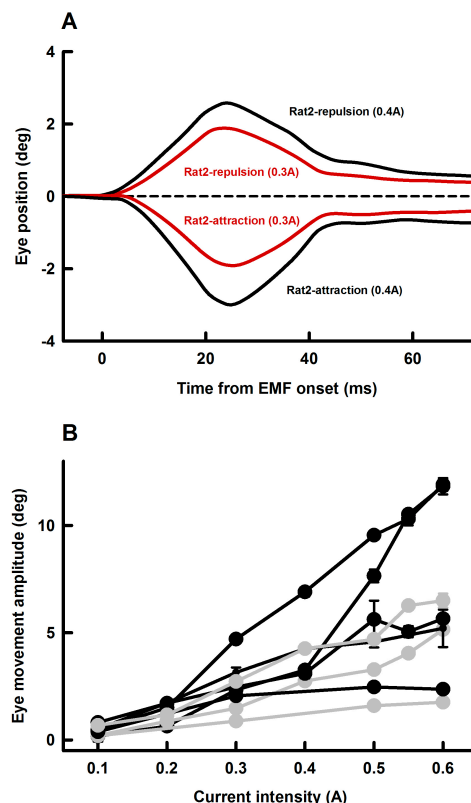 A
4
2
0
-2
-4
Eye position (deg)
Rat2-repulsion (0.4A)
Rat2-repulsion (0.3A)
Rat2-attraction (0.3A)
Rat2-attraction (0.4A)
0 20 40 60
Time from EMF onset (ms)
B
10
5
0
Eye movement amplitude (deg)
0.1 0.2 0.3 0.4 0.5 0.6
Current intensity (A)